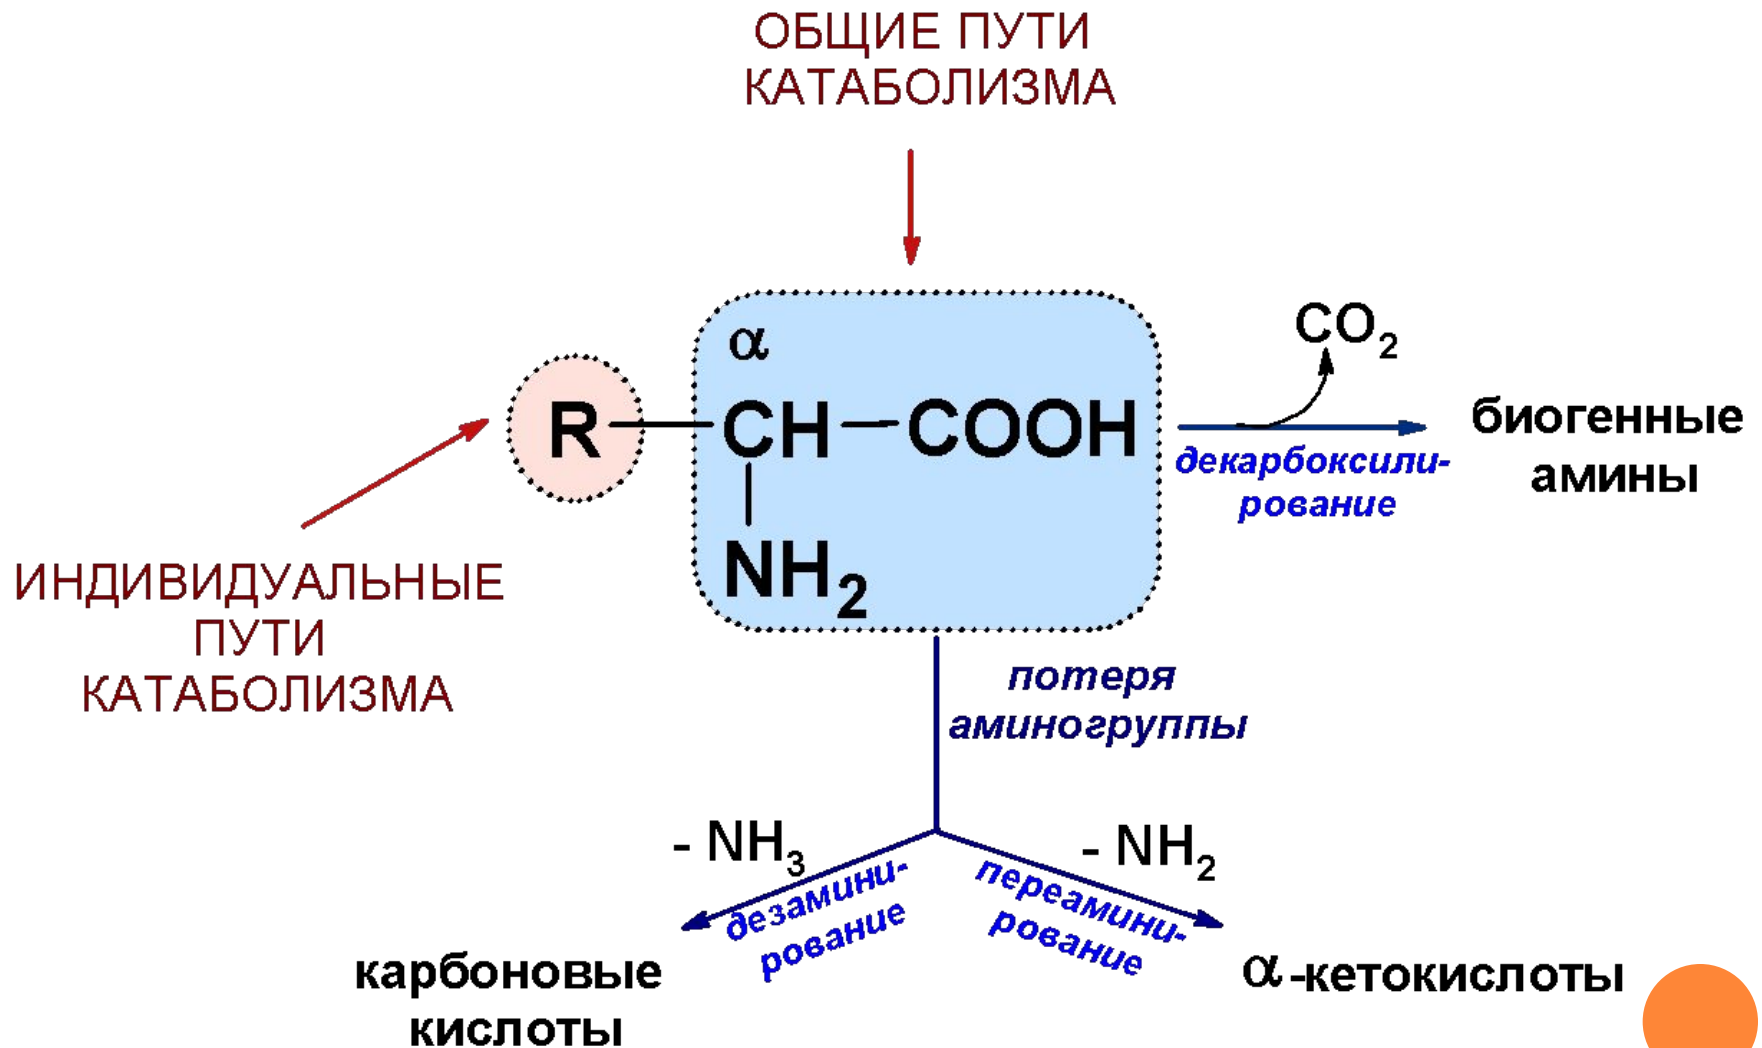 ОБЩИЕ ПУТИ
КАТАБОЛИЗМА
α
CO₂
R
CH
COOH
NH₂
декарбоксили-
рование
биогенные
амины
ИНДИВИДУАЛЬНЫЕ
ПУТИ
КАТАБОЛИЗМА
потеря
аминогруппы
- NH₃
- NH₂
дезамини-
рование
переамини-
рование
карбоновые
кислоты
α-кетокислоты